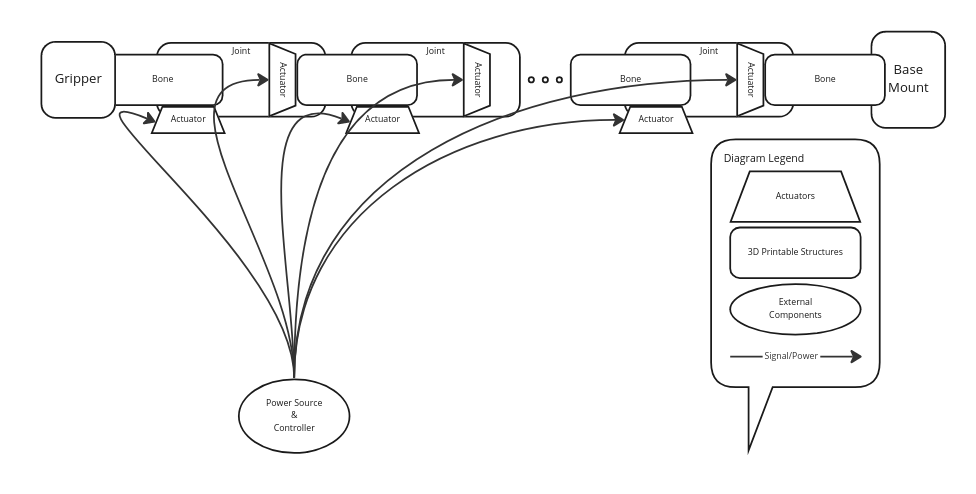 Gripper
Bone
Joint
Actuator
Actuator
Bone
Joint
Actuator
Actuator
Bone
Joint
Actuator
Actuator
Bone
Base
Mount
Diagram Legend
Actuators
3D Printable Structures
External
Components
Signal/Power
Power Source
&
Controller